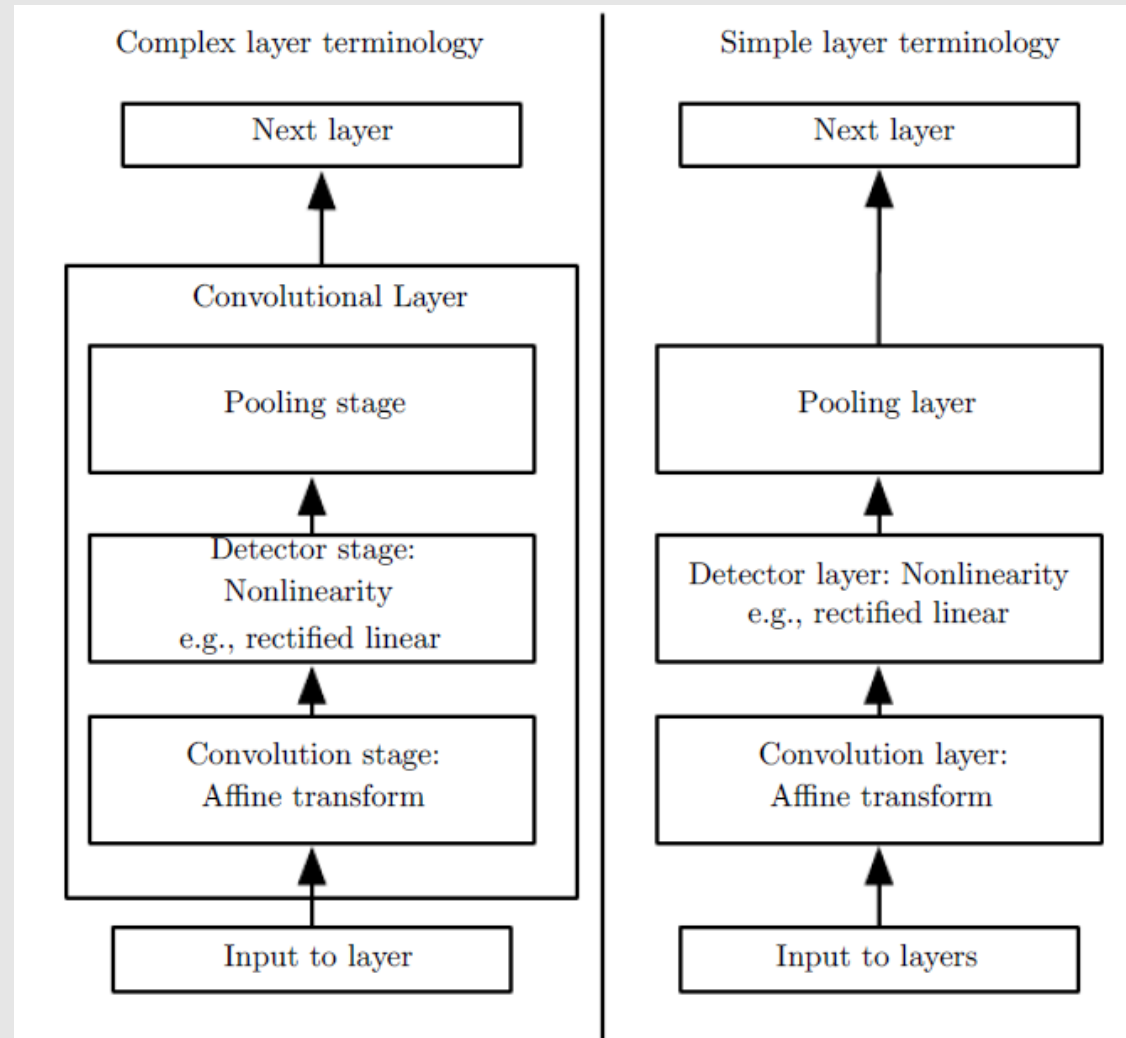 Complex layer terminology
Next layer
Convolutional Layer
Pooling stage
Detector stage:
Nonlinearity
e.g., rectified linear
Convolution stage:
Affine transform
Input to layer
Simple layer terminology
Next layer
Pooling layer
Detector layer: Nonlinearity
e.g., rectified linear
Convolution layer:
Affine transform
Input to layers